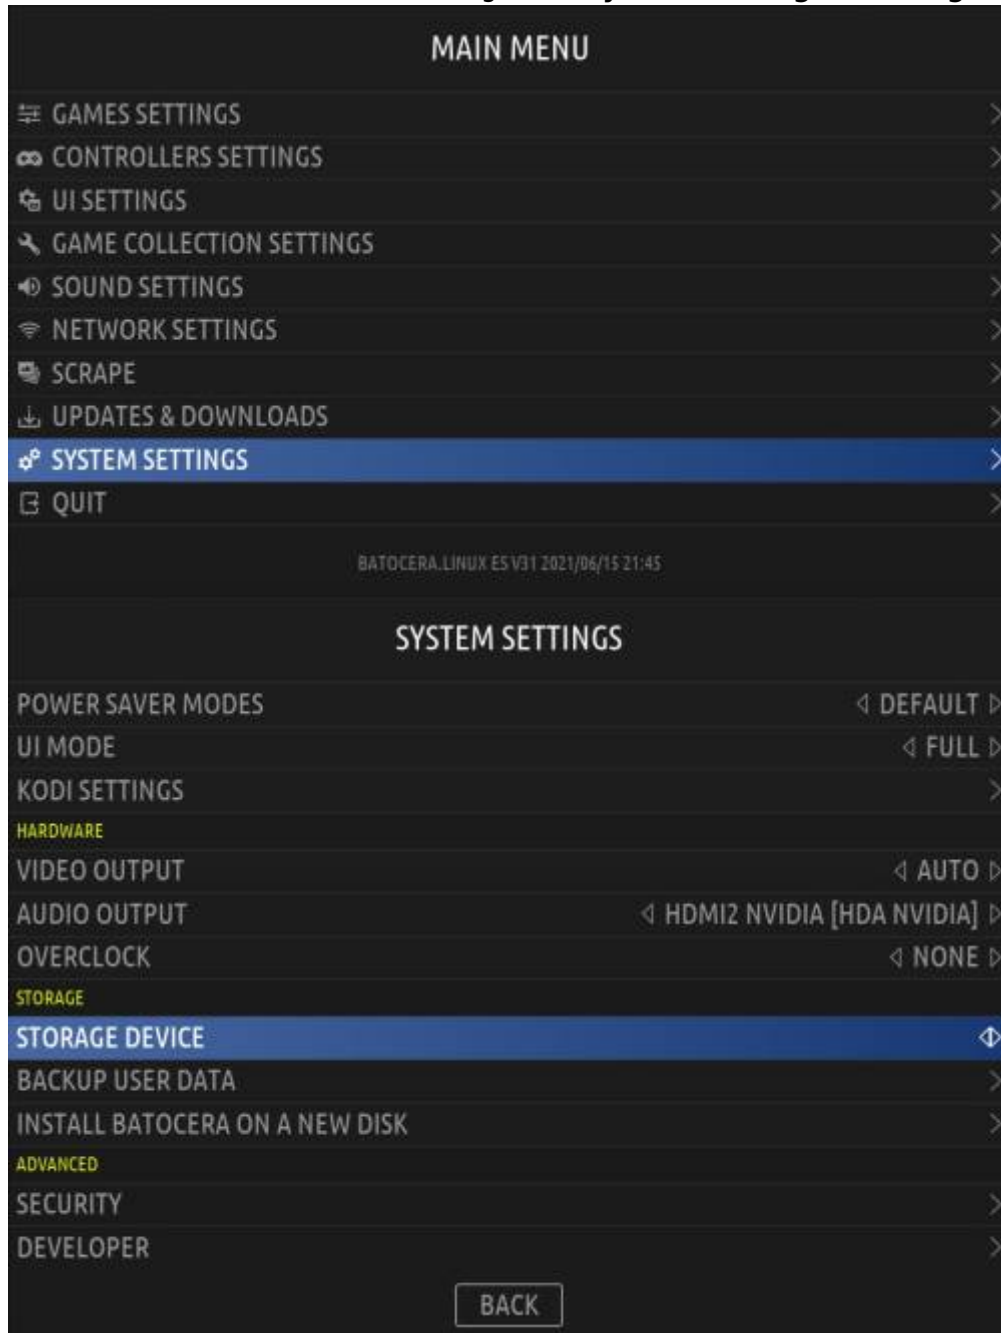 MAIN MENU
GAMES SETTINGS
CONTROLLERS SETTINGS
UI SETTINGS
GAME COLLECTION SETTINGS
SOUND SETTINGS
NETWORK SETTINGS
SCRAPE
UPDATES & DOWNLOADS
SYSTEM SETTINGS
QUIT
BATOCERA.LINUX ES V31 2021/06/15 21:45
SYSTEM SETTINGS
POWER SAVER MODES DEFAULT
UI MODE FULL
KODI SETTINGS
HARDWARE
VIDEO OUTPUT AUTO
AUDIO OUTPUT HDMI2 NVIDIA [HDA NVIDIA]
OVERCLOCK NONE
STORAGE
STORAGE DEVICE
BACKUP USER DATA
INSTALL BATOCERA ON A NEW DISK
ADVANCED
SECURITY
DEVELOPER
BACK